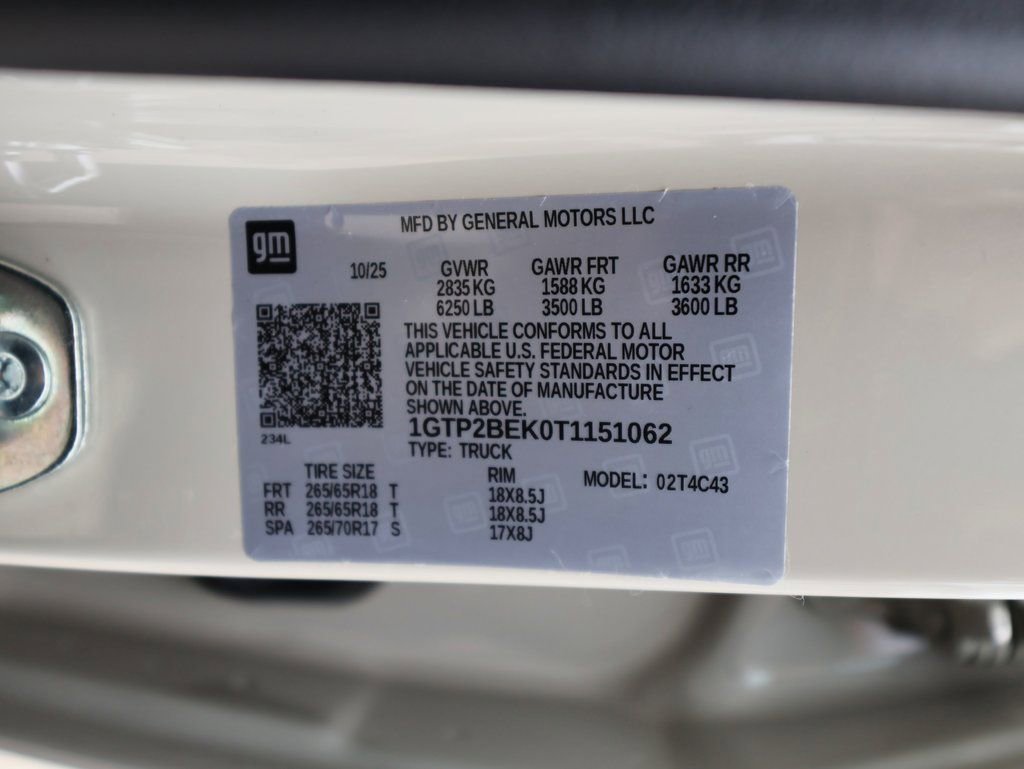 gm
MFD BY GENERAL MOTORS LLC
10/25
GVWR GAWR FRT GAWR RR
2835 KG 1588 KG 1633 KG
6250 LB 3500 LB 3600 LB
THIS VEHICLE CONFORMS TO ALL
APPLICABLE U.S. FEDERAL MOTOR
VEHICLE SAFETY STANDARDS IN EFFECT
ON THE DATE OF MANUFACTURE
SHOWN ABOVE.
234L
1GTP2BEK0T1151062
TYPE: TRUCK
TIRE SIZE RIM MODEL: 02T4C43
FRT 265/65R18 T 18X8.5J
RR 265/65R18 T 18X8.5J
SPA 265/70R17 S 17X8J